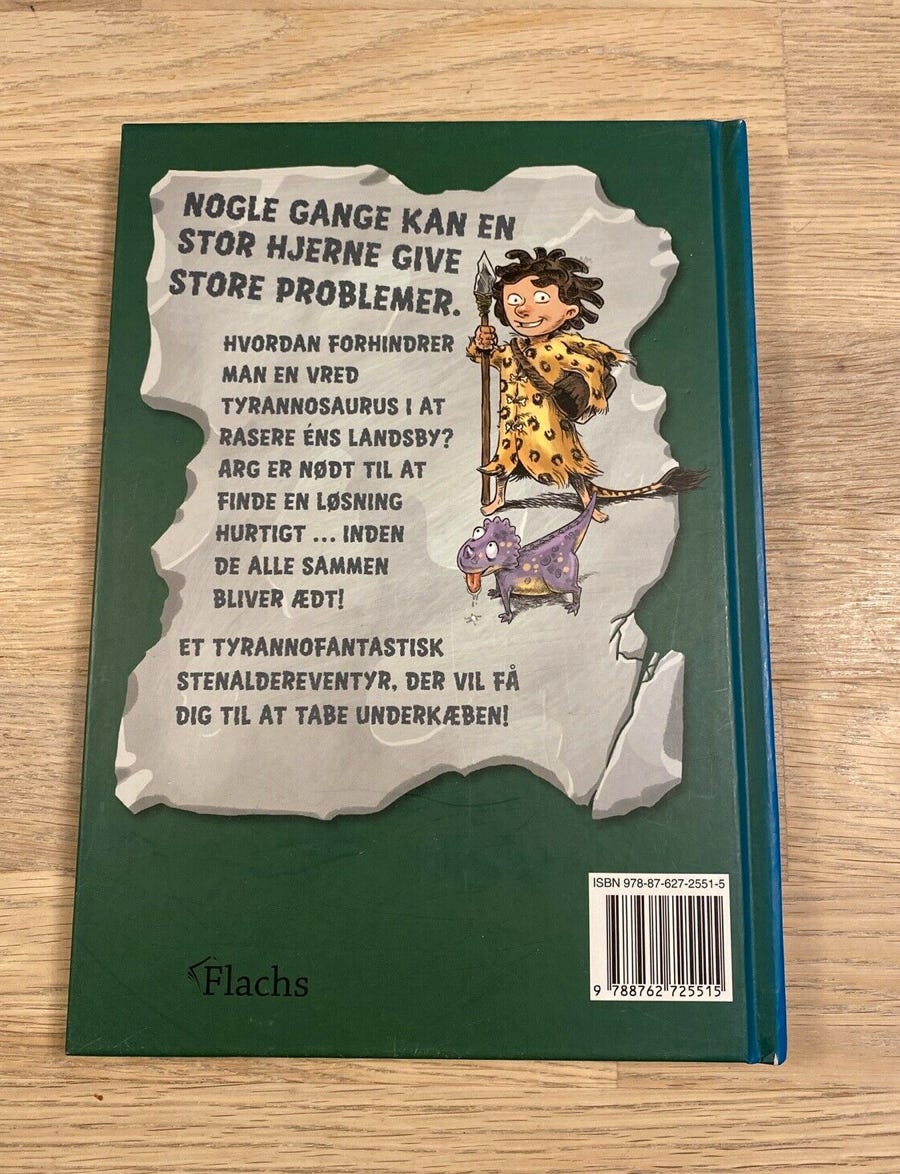 NOGLE GANGE KAN EN
STOR HJERNE GIVE
STORE PROBLEMER.
HVORDAN FORHINDRER
MAN EN VRED
TYRANNOSAURUS I AT
RASERE ÉNS LANDSBY?
ARG ER NØDT TIL AT
FINDE EN LØSNING
HURTIGT ... INDEN
DE ALLE SAMMEN
BLIVER ÆDT!
ET TYRANNOFANTASTISK
STENALDEREVENTYR, DER VIL FÅ
DIG TIL AT TABE UNDERKÆBEN!
ISBN 978-87-627-2551-5
9 788762 725515
Flachs